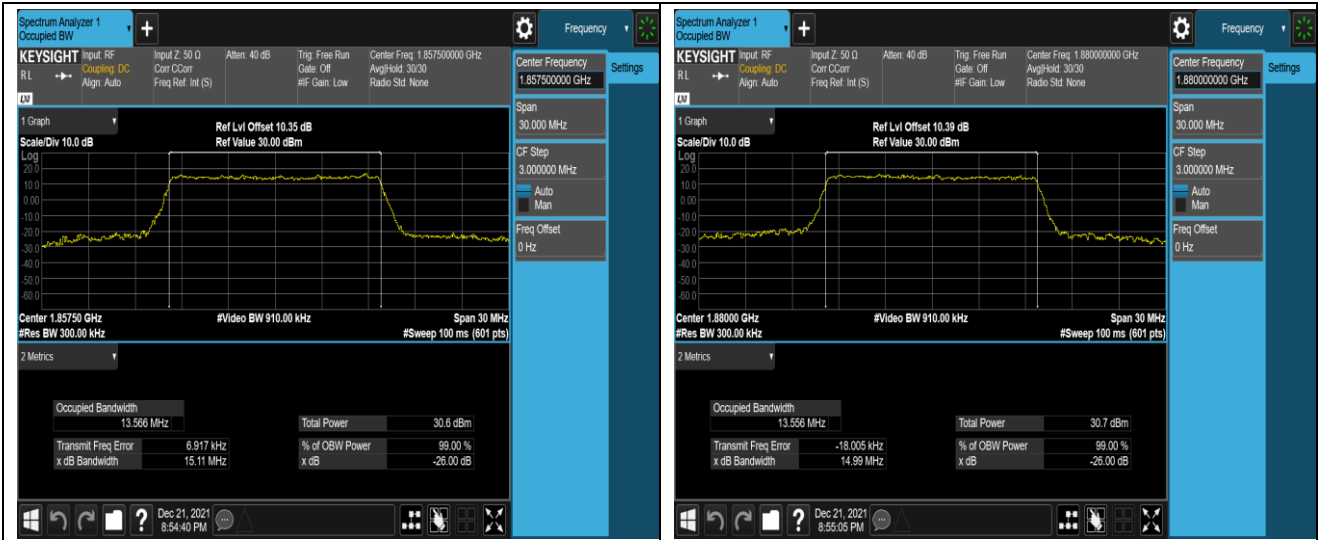 Spectrum Analyzer 1
Occupied BW
+
Frequency
KEYSIGHT
RL
LXI
Input: RF
Coupling: DC
Align: Auto
Input Z: 50 Ω
Corr CCorr
Freq Ref: Int (S)
Atten: 40 dB
Trig: Free Run
Gate: Off
#IF Gain: Low
Center Freq: 1.857500000 GHz
Avg|Hold: 30/30
Radio Std: None
Center Frequency
1.857500000 GHz
Settings
Span
30.000 MHz
CF Step
3.000000 MHz
Auto
Man
Freq Offset
0 Hz
1 Graph
Scale/Div 10.0 dB
Ref Lvl Offset 10.35 dB
Ref Value 30.00 dBm
Log
20.0
10.0
0.00
-10.0
-20.0
-30.0
-40.0
-50.0
-60.0
Center 1.85750 GHz
#Video BW 910.00 kHz
Span 30 MHz
#Res BW 300.00 kHz
#Sweep 100 ms (601 pts)
2 Metrics
Occupied Bandwidth
13.566 MHz
Total Power 30.6 dBm
Transmit Freq Error 6.917 kHz
% of OBW Power 99.00 %
x dB Bandwidth 15.11 MHz
x dB -26.00 dB
?
Dec 21, 2021
8:54:40 PM
Spectrum Analyzer 1
Occupied BW
+
Frequency
KEYSIGHT
RL
LXI
Input: RF
Coupling: DC
Align: Auto
Input Z: 50 Ω
Corr CCorr
Freq Ref: Int (S)
Atten: 40 dB
Trig: Free Run
Gate: Off
#IF Gain: Low
Center Freq: 1.880000000 GHz
Avg|Hold: 30/30
Radio Std: None
Center Frequency
1.880000000 GHz
Settings
Span
30.000 MHz
CF Step
3.000000 MHz
Auto
Man
Freq Offset
0 Hz
1 Graph
Scale/Div 10.0 dB
Ref Lvl Offset 10.39 dB
Ref Value 30.00 dBm
Log
20.0
10.0
0.00
-10.0
-20.0
-30.0
-40.0
-50.0
-60.0
Center 1.88000 GHz
#Video BW 910.00 kHz
Span 30 MHz
#Res BW 300.00 kHz
#Sweep 100 ms (601 pts)
2 Metrics
Occupied Bandwidth
13.556 MHz
Total Power 30.7 dBm
Transmit Freq Error -18.005 kHz
% of OBW Power 99.00 %
x dB Bandwidth 14.99 MHz
x dB -26.00 dB
?
Dec 21, 2021
8:55:05 PM